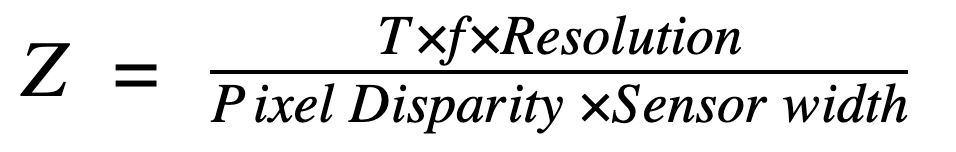 Z = T×f×Resolution
Pixel Disparity ×Sensor width